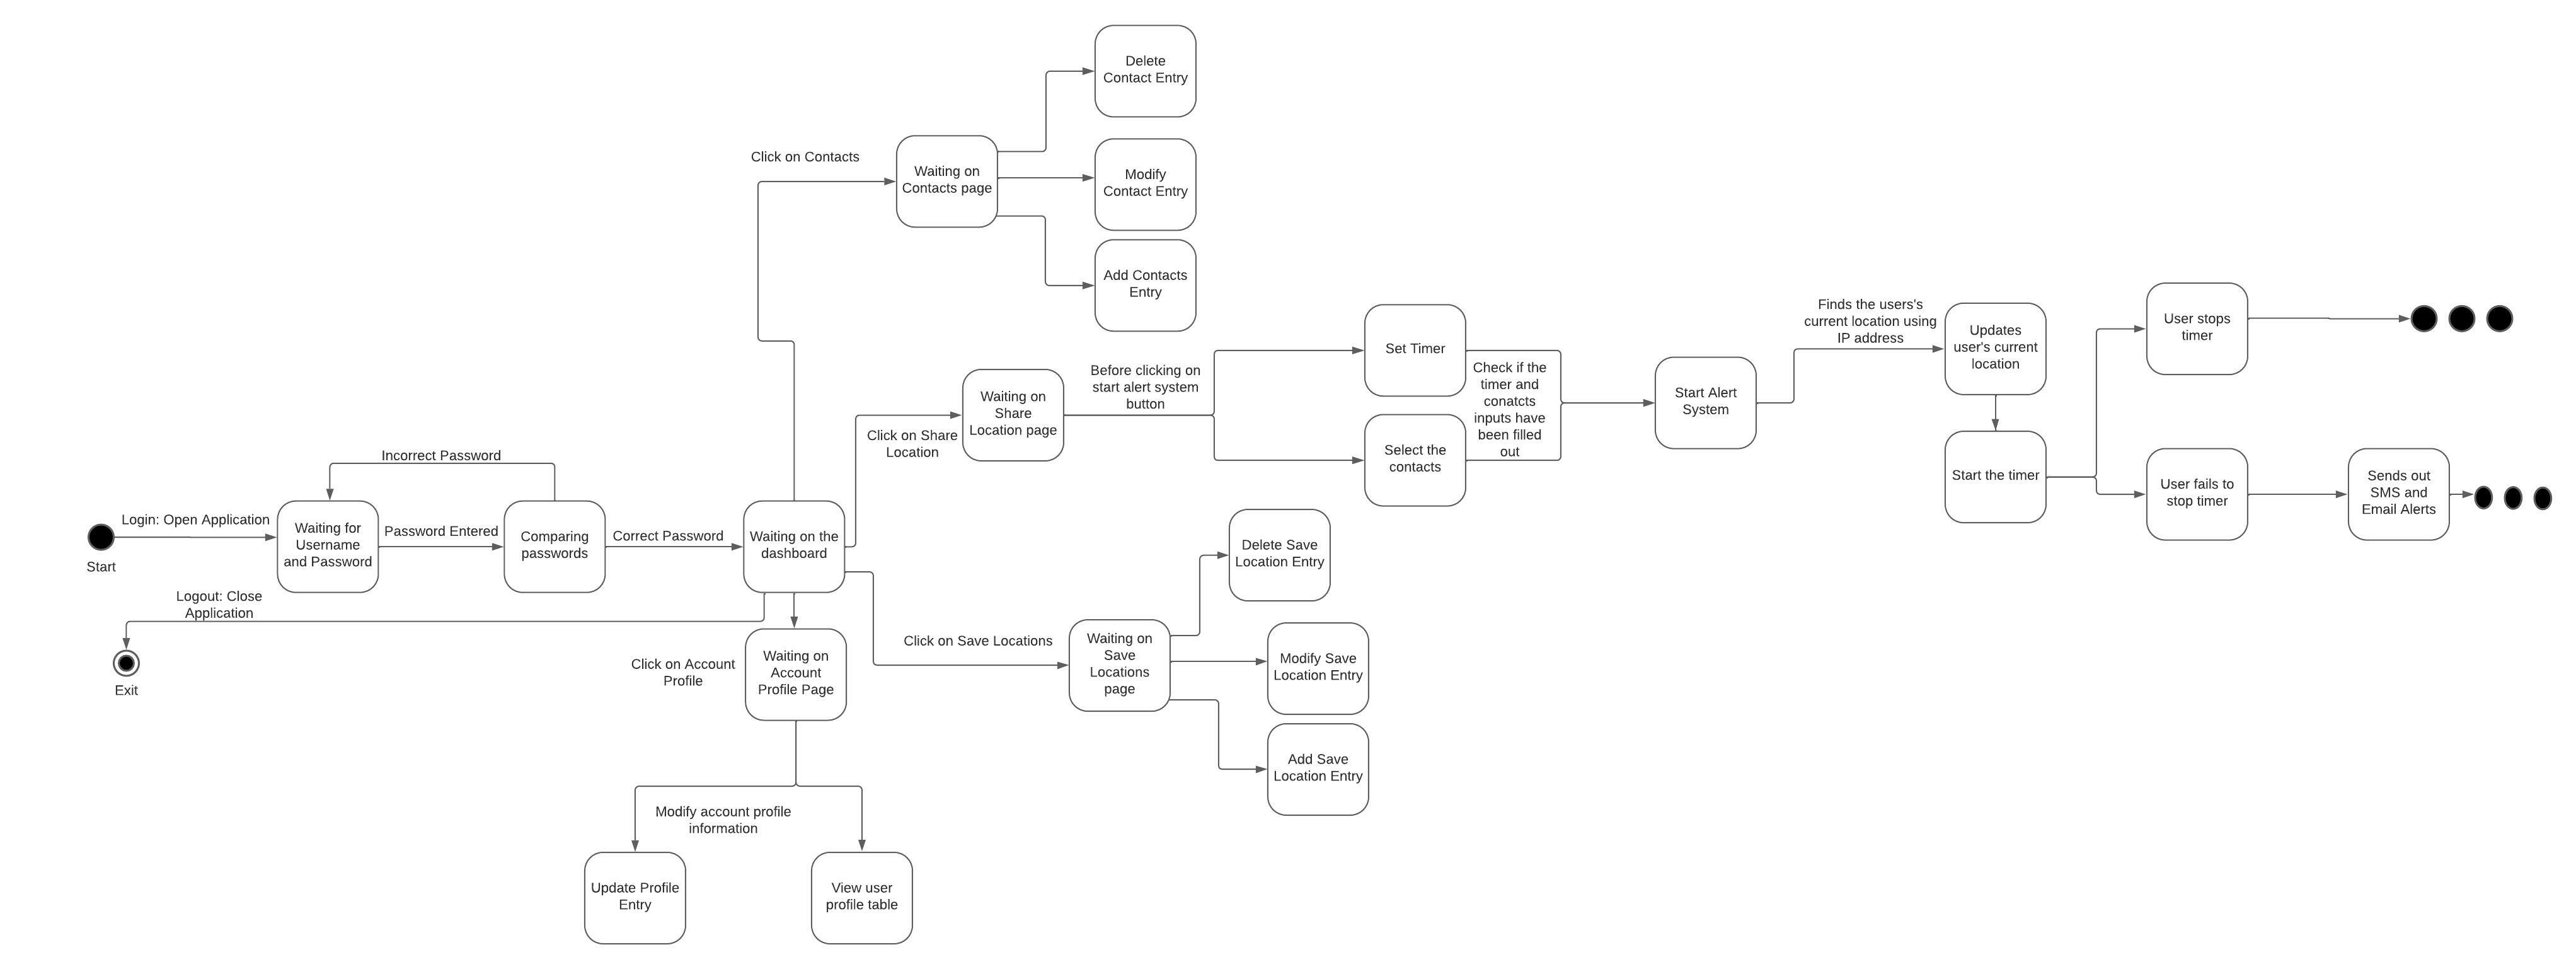 Delete
Contact Entry
Click on Contacts
Waiting on
Contacts page
Modify
Contact Entry
Add Contacts
Entry
Finds the users's
current location using
IP address
Updates
user's current
location
User stops
timer
Set Timer
Before clicking on
start alert system
button
Check if the
timer and
conatcts
inputs have
been filled
out
Start Alert
System
Waiting on
Share
Location page
Click on Share
Location
Select the
contacts
Start the timer
User fails to
stop timer
Sends out
SMS and
Email Alerts
Incorrect Password
Login: Open Application
Start
Waiting for
Username
and Password
Password Entered
Comparing
passwords
Correct Password
Waiting on the
dashboard
Delete Save
Location Entry
Logout: Close
Application
Exit
Click on Account
Profile
Waiting on
Account
Profile Page
Click on Save Locations
Waiting on
Save
Locations
page
Modify Save
Location Entry
Add Save
Location Entry
Modify account profile
information
Update Profile
Entry
View user
profile table